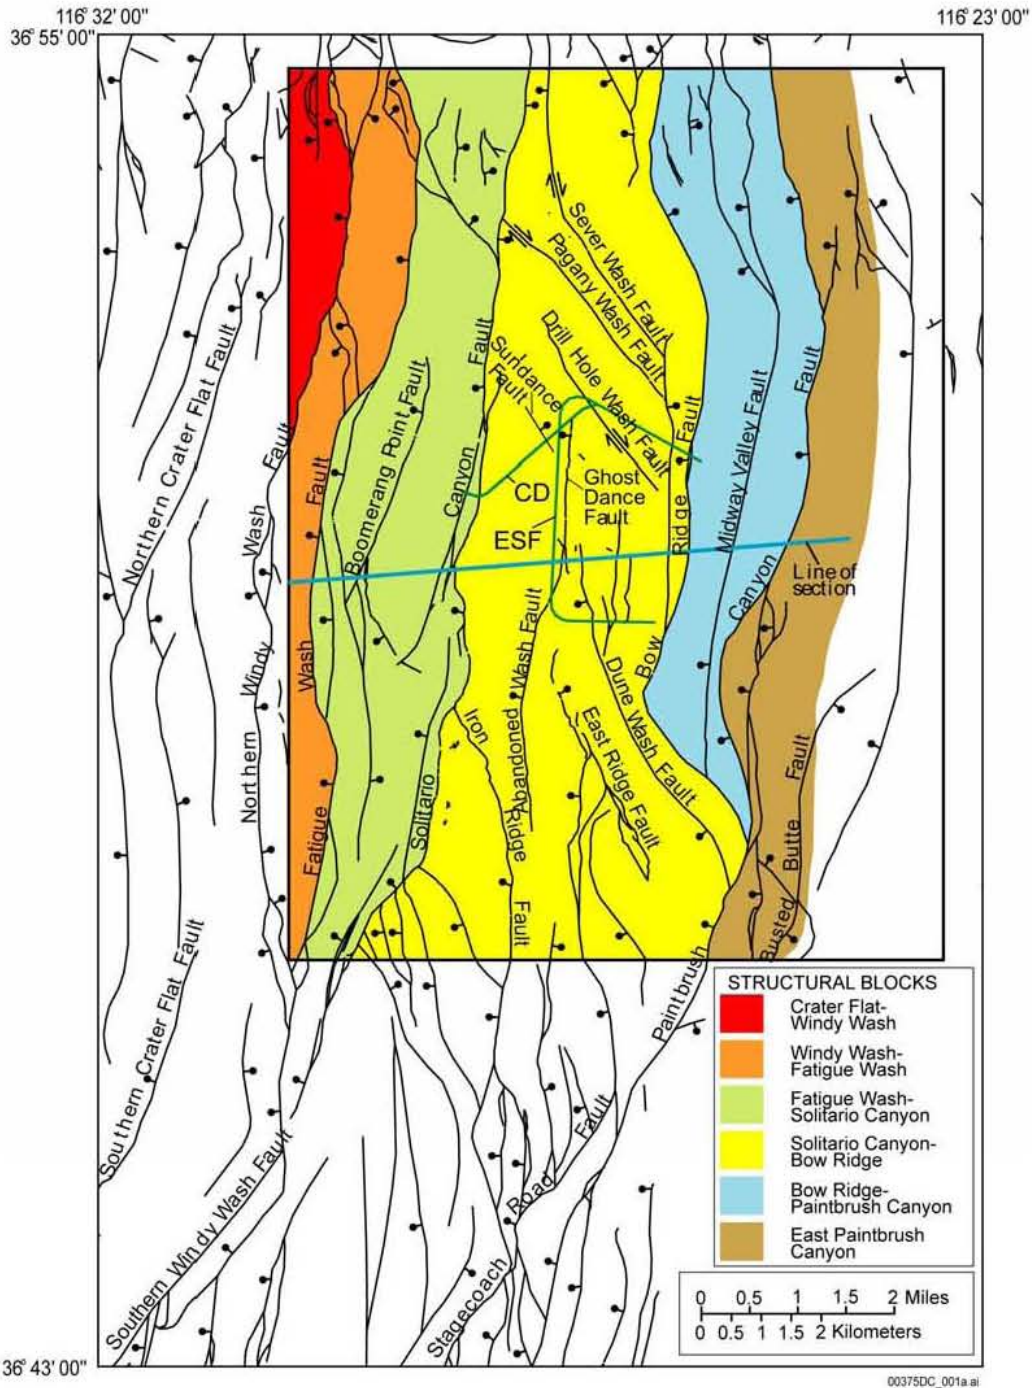 116° 32' 00"
116° 23' 00"
36° 55' 00"
Sever Wash Fault
Pagany Wash Fault
Drill Hole Wash Fault
Sundance
Fault
Northern Crater Flat Fault
Northern Windy Wash Fault
Fatigue Wash Fault
Boomerang Point Fault
Solitario Canyon Fault
CD
ESF
Ghost
Dance
Fault
Bow Ridge Fault
Midway Valley Fault
Paintbrush Canyon Fault
Line of
section
Abandoned Wash Fault
Dune Wash Fault
East Ridge Fault
Iron Ridge Fault
Busted Butte Fault
Southern Crater Flat Fault
Southern Windy Wash Fault
Stagecoach Road Fault
STRUCTURAL BLOCKS
Crater Flat-
Windy Wash
Windy Wash-
Fatigue Wash
Fatigue Wash-
Solitario Canyon
Solitario Canyon-
Bow Ridge
Bow Ridge-
Paintbrush Canyon
East Paintbrush
Canyon
0 0.5 1 1.5 2 Miles
0 0.5 1 1.5 2 Kilometers
36° 43' 00"
00375DC_001a.ai